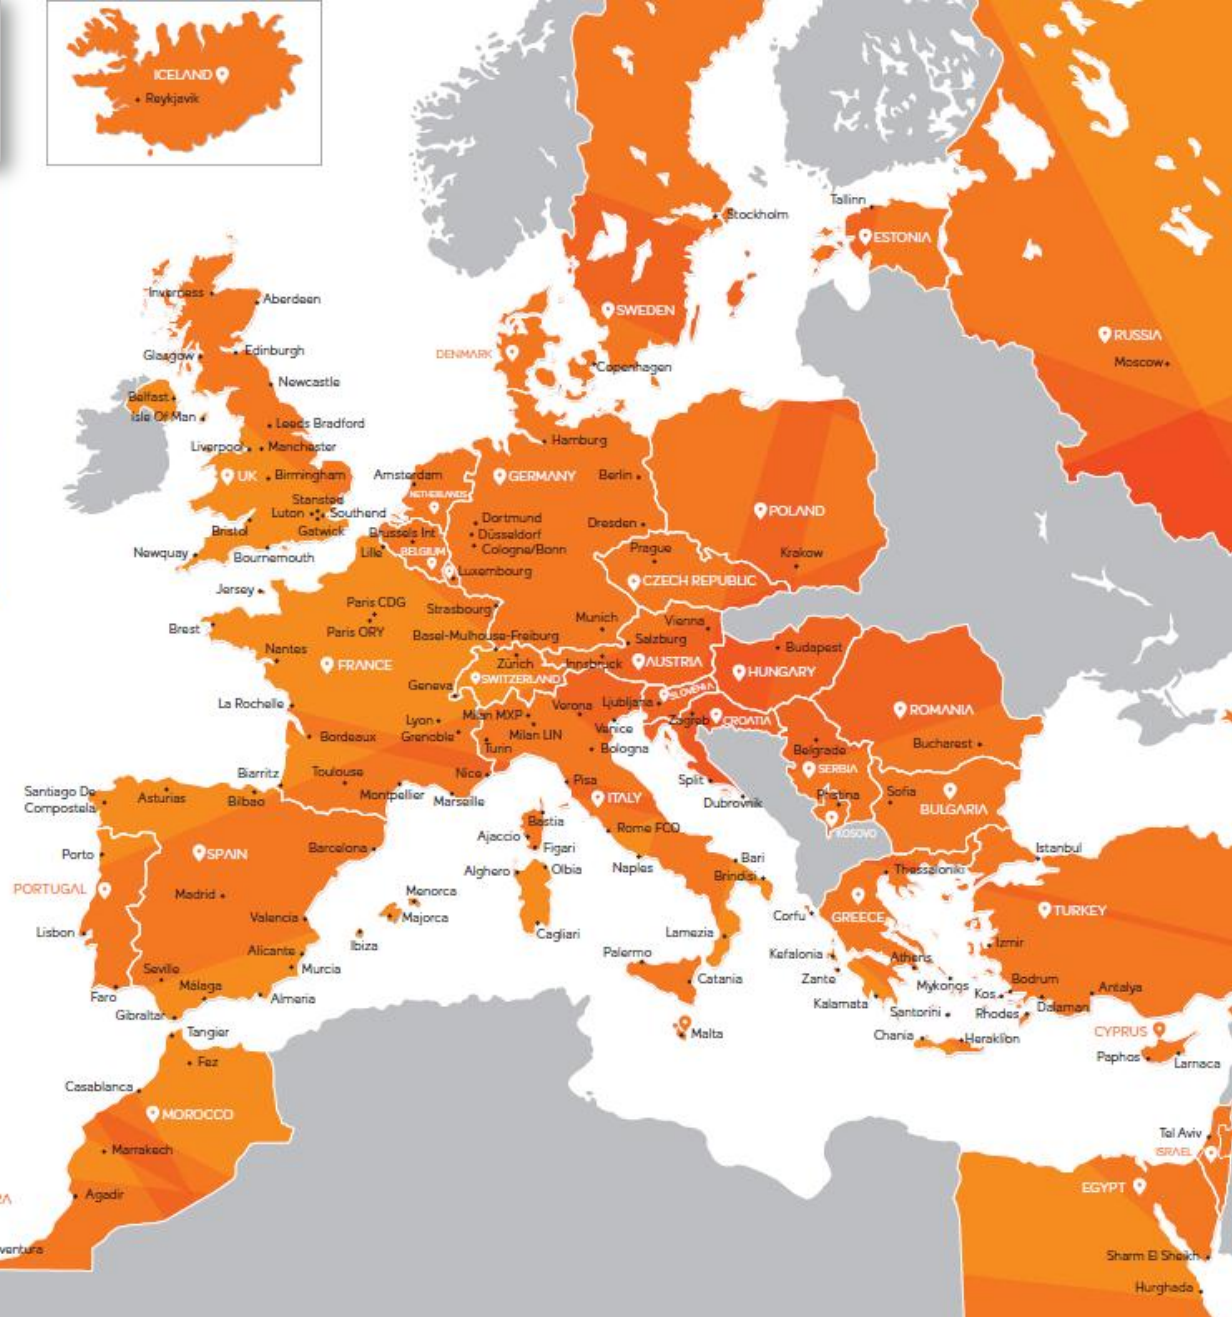 ICELAND
Reykjavik
Stockholm
Tallinn
ESTONIA
SWEDEN
RUSSIA
Moscow
Inverness
Aberdeen
Glasgow
Edinburgh
Newcastle
Belfast
Isle Of Man
Leeds Bradford
Liverpool
Manchester
UK
Birmingham
Stansted
Luton
Southend
Bristol
Gatwick
Newquay
Bournemouth
Jersey
DENMARK
Copenhagen
Hamburg
GERMANY
Berlin
Amsterdam
NETHERLANDS
Dortmund
Düsseldorf
Cologne/Bonn
Dresden
Brussels Int
BELGIUM
Lille
Luxembourg
POLAND
Krakow
Prague
CZECH REPUBLIC
Brest
Paris CDG
Paris ORY
Strasbourg
Nantes
FRANCE
Basel-Mulhouse-Freiburg
Munich
Vienna
Salzburg
Zürich
Innsbruck
AUSTRIA
SWITZERLAND
Geneva
Budapest
HUNGARY
La Rochelle
Lyon
Grenoble
Bordeaux
Milan MXP
Milan LIN
Verona
Venice
Turin
Bologna
Ljubljana
SLOVENIA
Zagreb
CROATIA
ROMANIA
Bucharest
Belgrade
SERBIA
Biarritz
Toulouse
Montpellier
Nice
Marseille
Pisa
ITALY
Split
Dubrovnik
Pristina
KOSOVO
Sofia
BULGARIA
Santiago De
Compostela
Asturias
Bilbao
Porto
SPAIN
Barcelona
PORTUGAL
Madrid
Lisbon
Valencia
Alicante
Murcia
Seville
Málaga
Almeria
Faro
Gibraltar
Menorca
Majorca
Ibiza
Bastia
Ajaccio
Figari
Alghero
Olbia
Cagliari
Rome FCO
Naples
Bari
Brindisi
Lamezia
Palermo
Catania
Malta
Istanbul
Thessaloniki
GREECE
Corfu
TURKEY
Kefalonia
Zante
Athens
Izmir
Mykonos
Kos
Bodrum
Kalamata
Santorini
Rhodes
Dalaman
Antalya
Chania
Heraklion
CYPRUS
Paphos
Larnaca
Tangier
Fez
Casablanca
MOROCCO
Marrakech
Agadir
RA
ventura
Tel Aviv
ISRAEL
EGYPT
Sharm El Sheikh
Hurghada